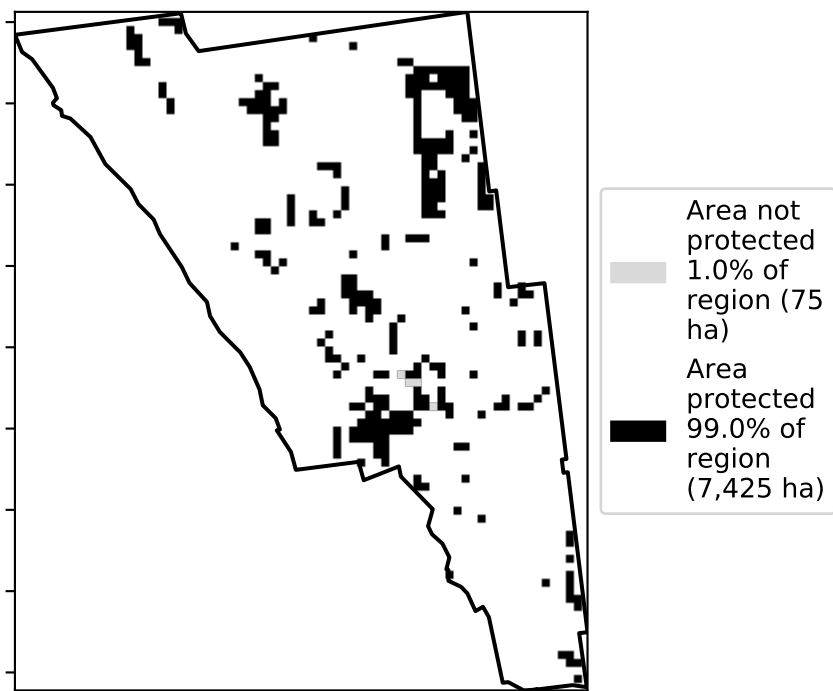 Area not
protected
1.0% of
region (75
ha)
Area
protected
99.0% of
region
(7,425 ha)